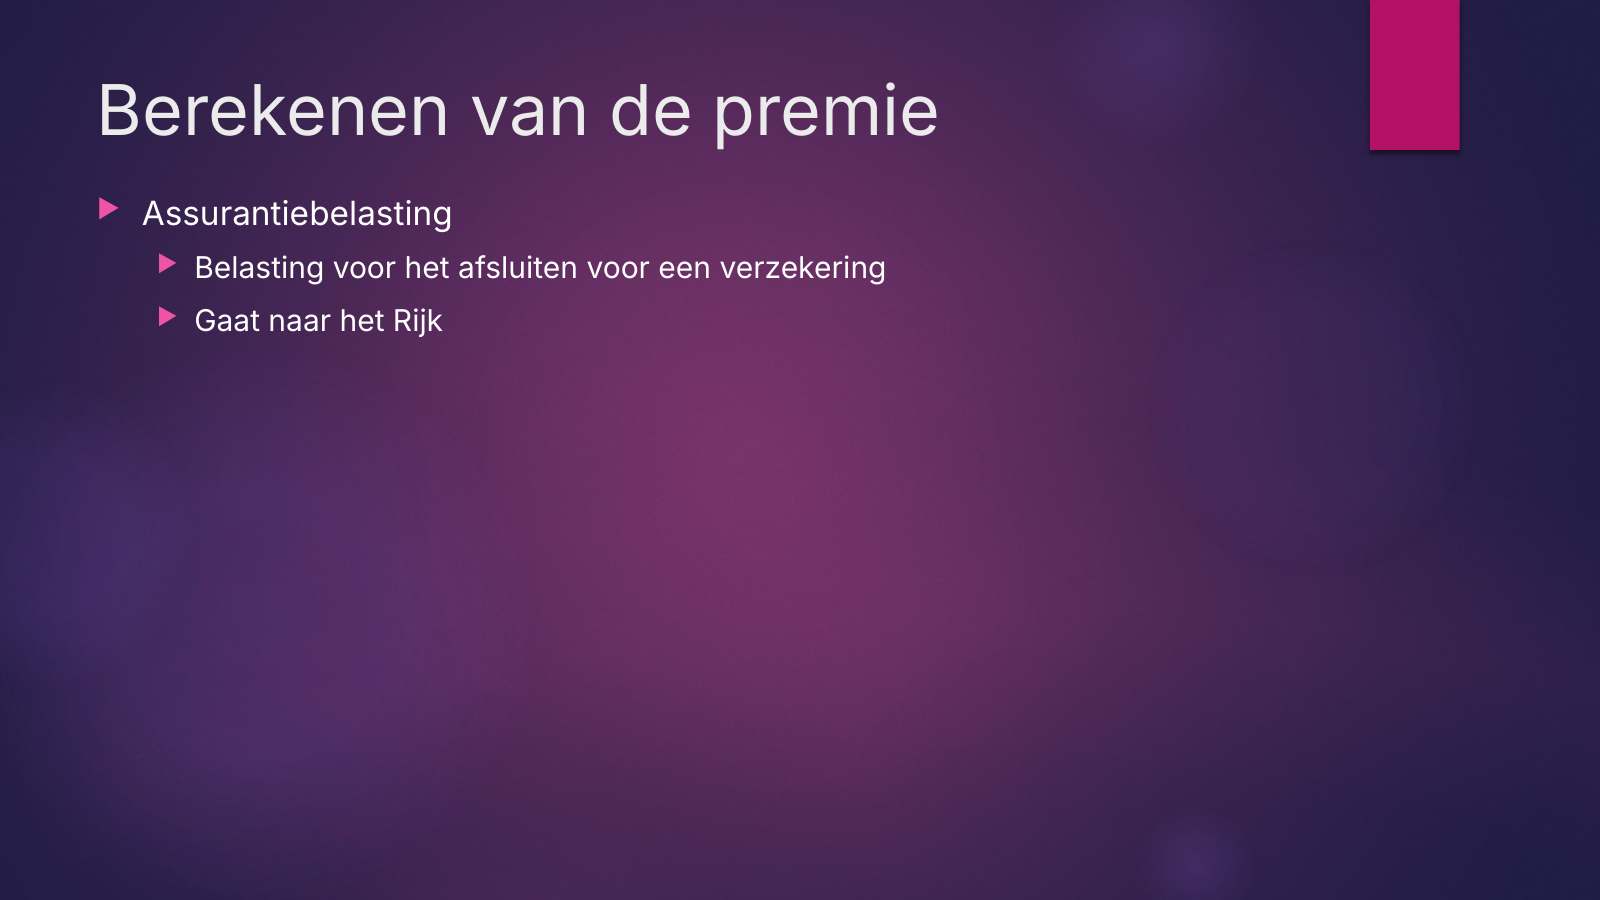 Berekenen van de premie
Assurantiebelasting
Belasting voor het afsluiten voor een verzekering
Gaat naar het Rijk